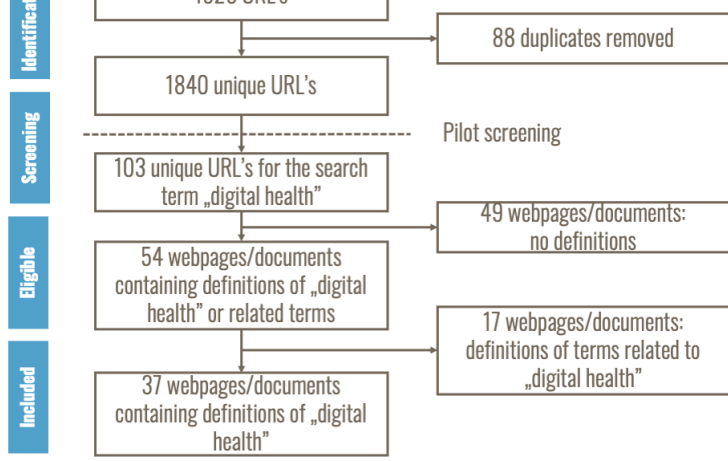 URL's
Identificat
88 duplicates removed
1840 unique URL's
Pilot screening
Screening
103 unique URL's for the search
term „digital health”
49 webpages/documents:
no definitions
Eligible
54 webpages/documents
containing definitions of „digital
health” or related terms
17 webpages/documents:
definitions of terms related to
„digital health”
Included
37 webpages/documents
containing definitions of „digital
health”